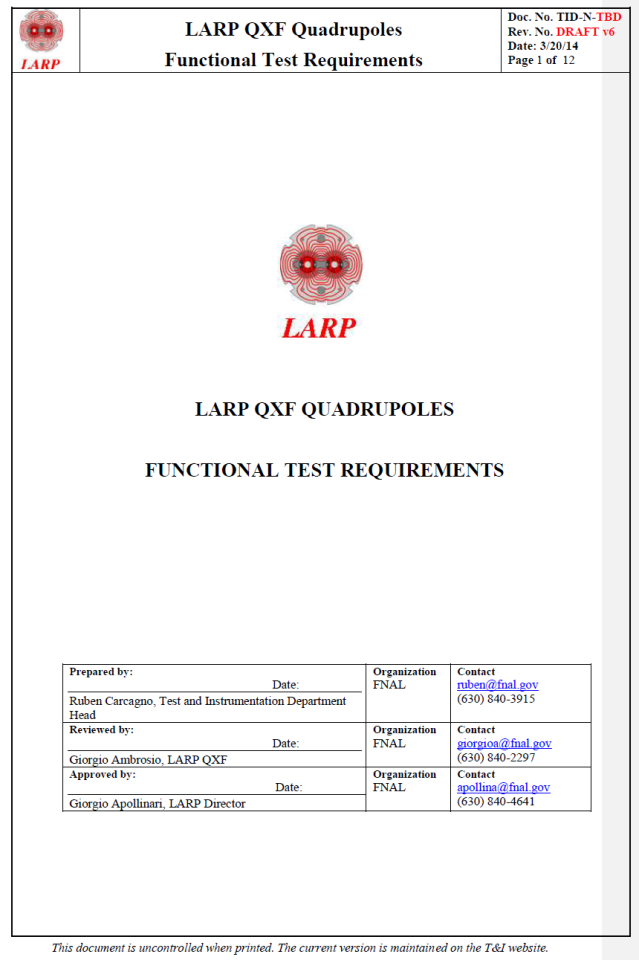 LARP
LARP QXF Quadrupoles
Functional Test Requirements
Doc. No. TID-N-TBD
Rev. No. DRAFT v6
Date: 3/20/14
Page 1 of 12
LARP
LARP QXF QUADRUPOLES
FUNCTIONAL TEST REQUIREMENTS
Prepared by:
Date:
Ruben Carcagno, Test and Instrumentation Department
Head
Organization
FNAL
Contact
ruben@fnal.gov
(630) 840-3915
Reviewed by:
Date:
Giorgio Ambrosio, LARP QXF
Organization
FNAL
Contact
giorgioa@fnal.gov
(630) 840-2297
Approved by:
Date:
Giorgio Apollinari, LARP Director
Organization
FNAL
Contact
apollina@fnal.gov
(630) 840-4641
This document is uncontrolled when printed. The current version is maintained on the T&I website.